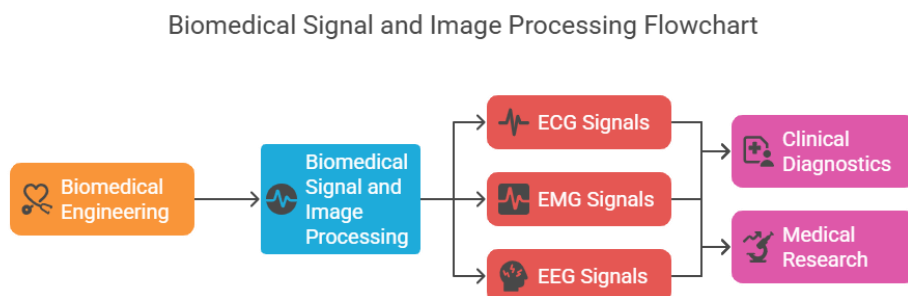 Biomedical Signal and Image Processing Flowchart
Biomedical
Engineering
Biomedical
Signal and
Image
Processing
ECG Signals
EMG Signals
EEG Signals
Clinical
Diagnostics
Medical
Research